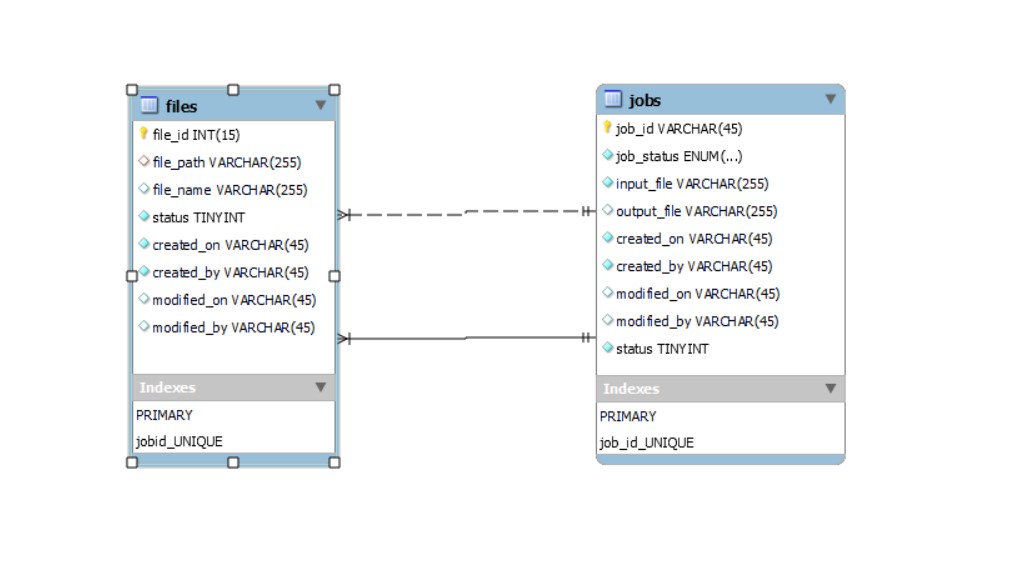 files
file_id INT(15)
file_path VARCHAR(255)
file_name VARCHAR(255)
status TINYINT
created_on VARCHAR(45)
created_by VARCHAR(45)
modified_on VARCHAR(45)
modified_by VARCHAR(45)
Indexes
PRIMARY
jobid_UNIQUE
jobs
job_id VARCHAR(45)
job_status ENUM(...)
input_file VARCHAR(255)
output_file VARCHAR(255)
created_on VARCHAR(45)
created_by VARCHAR(45)
modified_on VARCHAR(45)
modified_by VARCHAR(45)
status TINYINT
Indexes
PRIMARY
job_id_UNIQUE